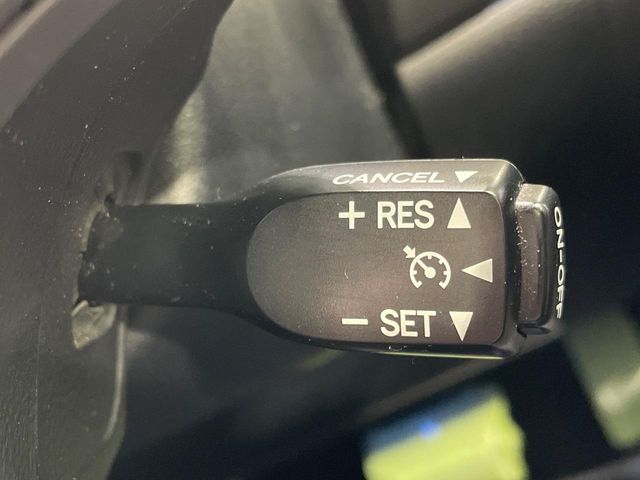 CANCEL ▼
+ RES ▲
◀
− SET ▼
ON-OFF